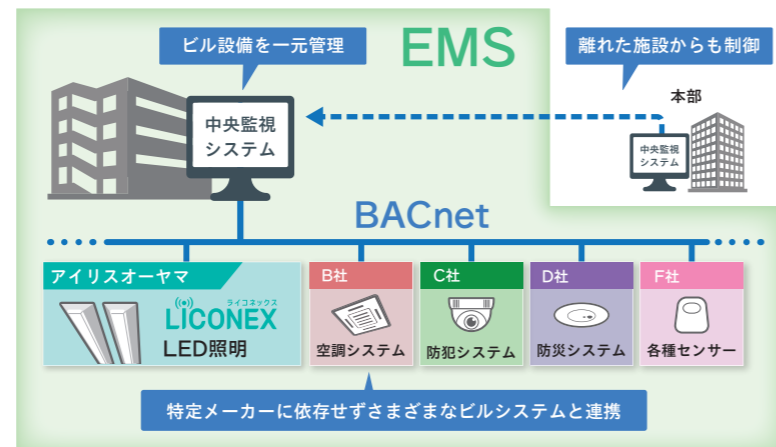 ビル設備を一元管理
EMS
離れた施設からも制御
本部
中央監視
システム
中央監視
システム
BACnet
アイリスオーヤマ
ライコネックス
LICONEX
LED照明
B社
空調システム
C社
防犯システム
D社
防災システム
F社
各種センサー
特定メーカーに依存せずさまざまなビルシステムと連携